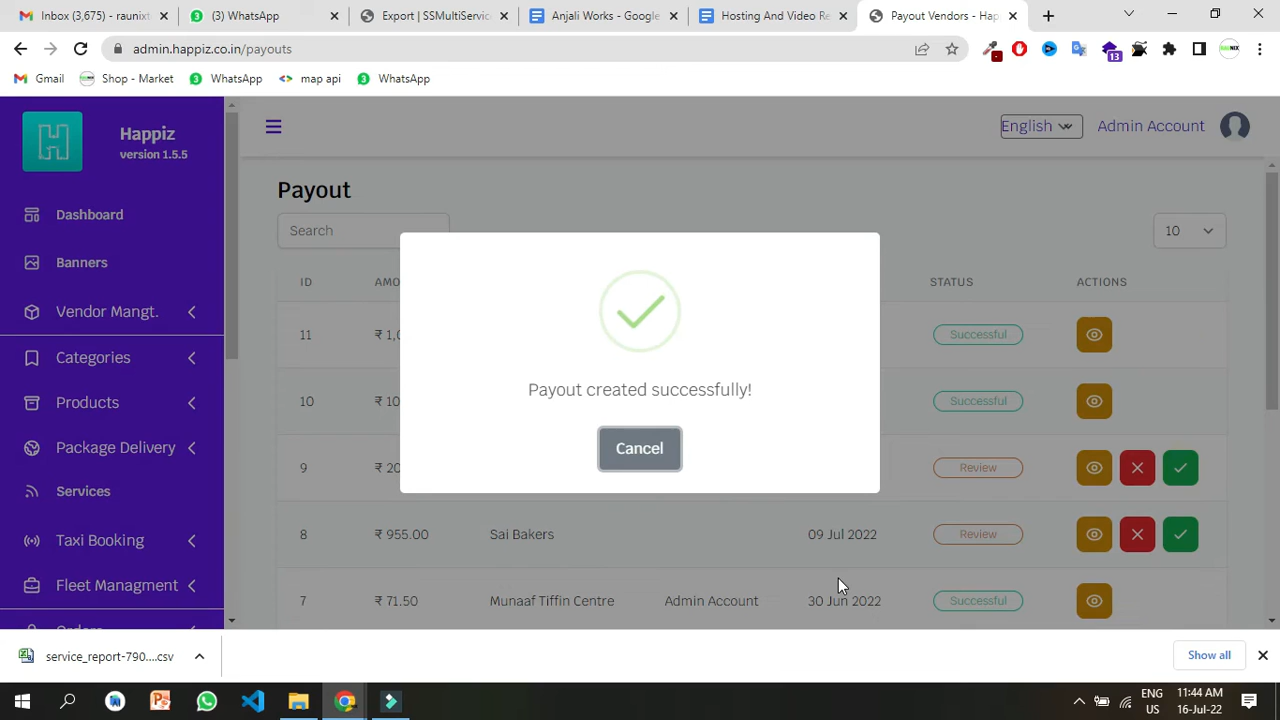 Inbox (3,675) - raunixt
(3) WhatsApp
Export | SSMultiServic
Anjali Works - Google
Hosting And Video Re
Payout Vendors - Hap
admin.happiz.co.in/payouts
13
Gmail
Shop - Market
3 WhatsApp
map api
3 WhatsApp
Happiz
version 1.5.5
English
Admin Account
Dashboard
Banners
Vendor Mangt.
Categories
Products
Package Delivery
Services
Taxi Booking
Fleet Managment
Payout
Search
10
ID
AMO
STATUS
ACTIONS
11
₹ 1,0
Successful
10
₹ 10
Successful
9
₹ 20
Review
8
₹ 955.00
Sai Bakers
09 Jul 2022
Review
7
₹ 71.50
Munaaf Tiffin Centre
Admin Account
30 Jun 2022
Successful
Payout created successfully!
Cancel
service_report-790....csv
Show all
ENG
US
11:44 AM
16-Jul-22